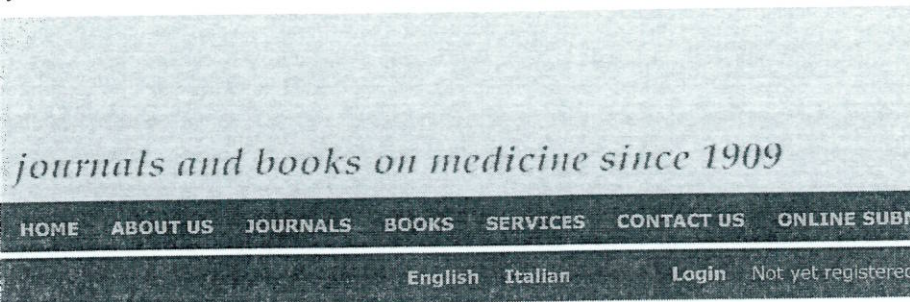 journals and books on medicine since 1909
HOME ABOUT US JOURNALS BOOKS SERVICES CONTACT US ONLINE
English Italian Login Not yet registered